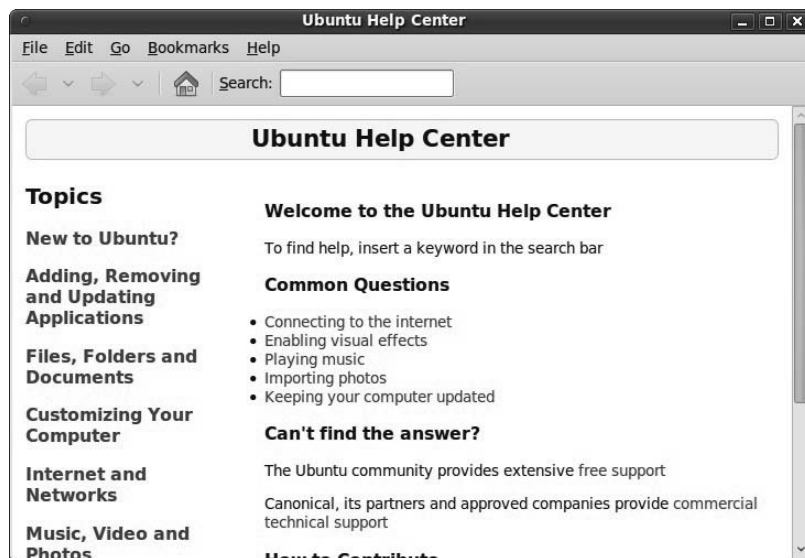 Ubuntu Help Center
File Edit Go Bookmarks Help
Search:
Ubuntu Help Center
Topics
New to Ubuntu?
Adding, Removing
and Updating
Applications
Files, Folders and
Documents
Customizing Your
Computer
Internet and
Networks
Music, Video and
Photos
Welcome to the Ubuntu Help Center
To find help, insert a keyword in the search bar
Common Questions
• Connecting to the internet
• Enabling visual effects
• Playing music
• Importing photos
• Keeping your computer updated
Can't find the answer?
The Ubuntu community provides extensive free support
Canonical, its partners and approved companies provide commercial
technical support
How to Contribute